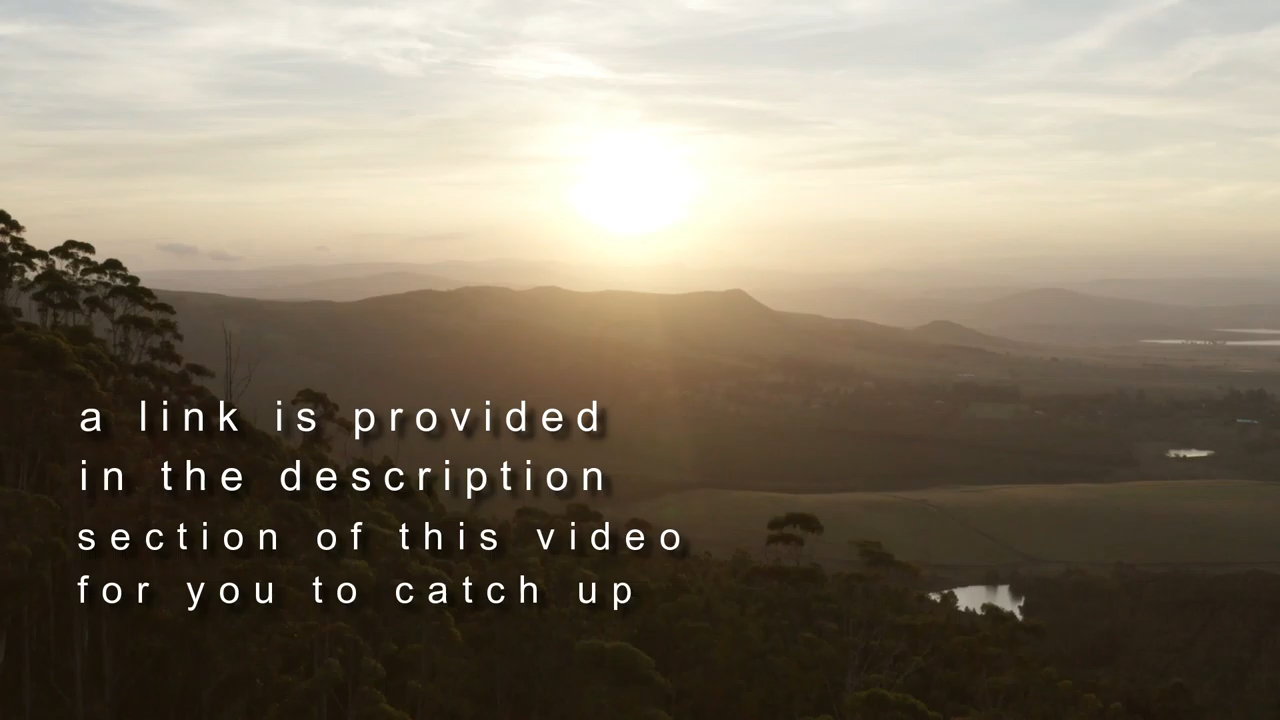 a link is provided
in the description
section of this video
for you to catch up